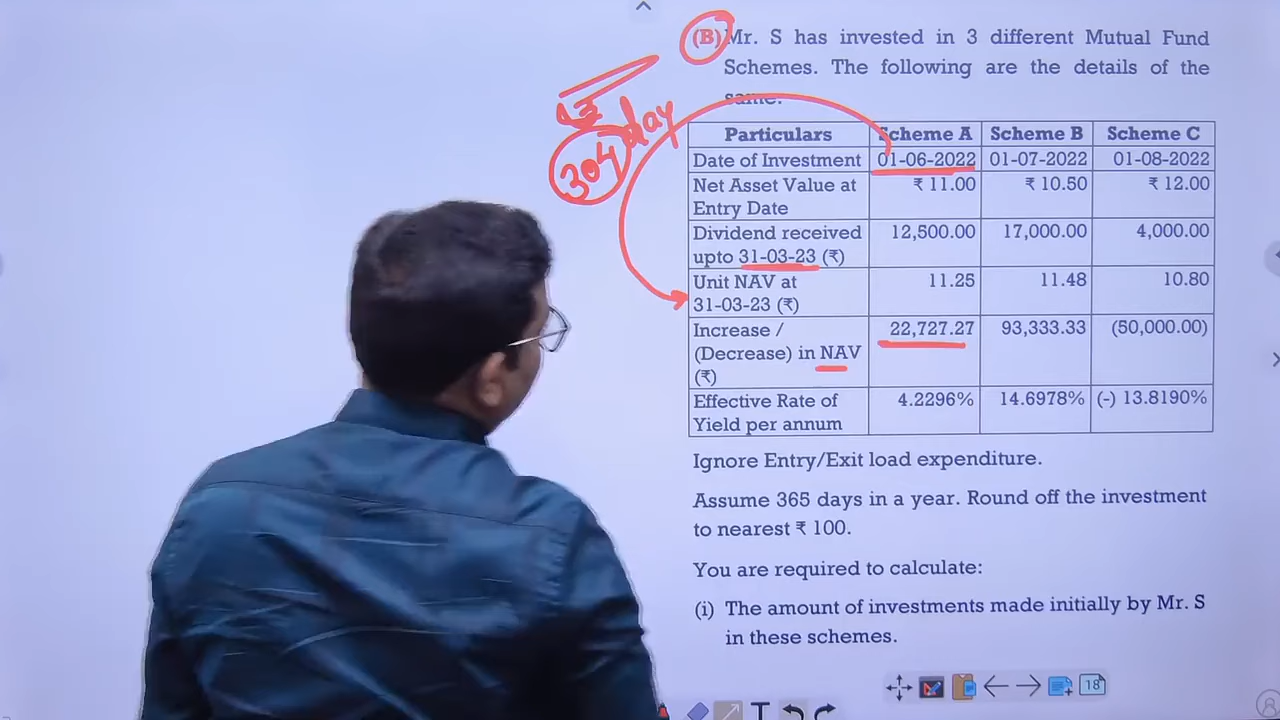 (B) Mr. S has invested in 3 different Mutual Fund
Schemes. The following are the details of the
same.
304 day
Particulars Scheme A Scheme B Scheme C
Date of Investment 01-06-2022 01-07-2022 01-08-2022
Net Asset Value at Entry Date ₹ 11.00 ₹ 10.50 ₹ 12.00
Dividend received upto 31-03-23 (₹) 12,500.00 17,000.00 4,000.00
Unit NAV at 31-03-23 (₹) 11.25 11.48 10.80
Increase / (Decrease) in NAV (₹) 22,727.27 93,333.33 (50,000.00)
Effective Rate of Yield per annum 4.2296% 14.6978% (-) 13.8190%
Ignore Entry/Exit load expenditure.
Assume 365 days in a year. Round off the investment
to nearest ₹ 100.
You are required to calculate:
(i) The amount of investments made initially by Mr. S
in these schemes.
18
T